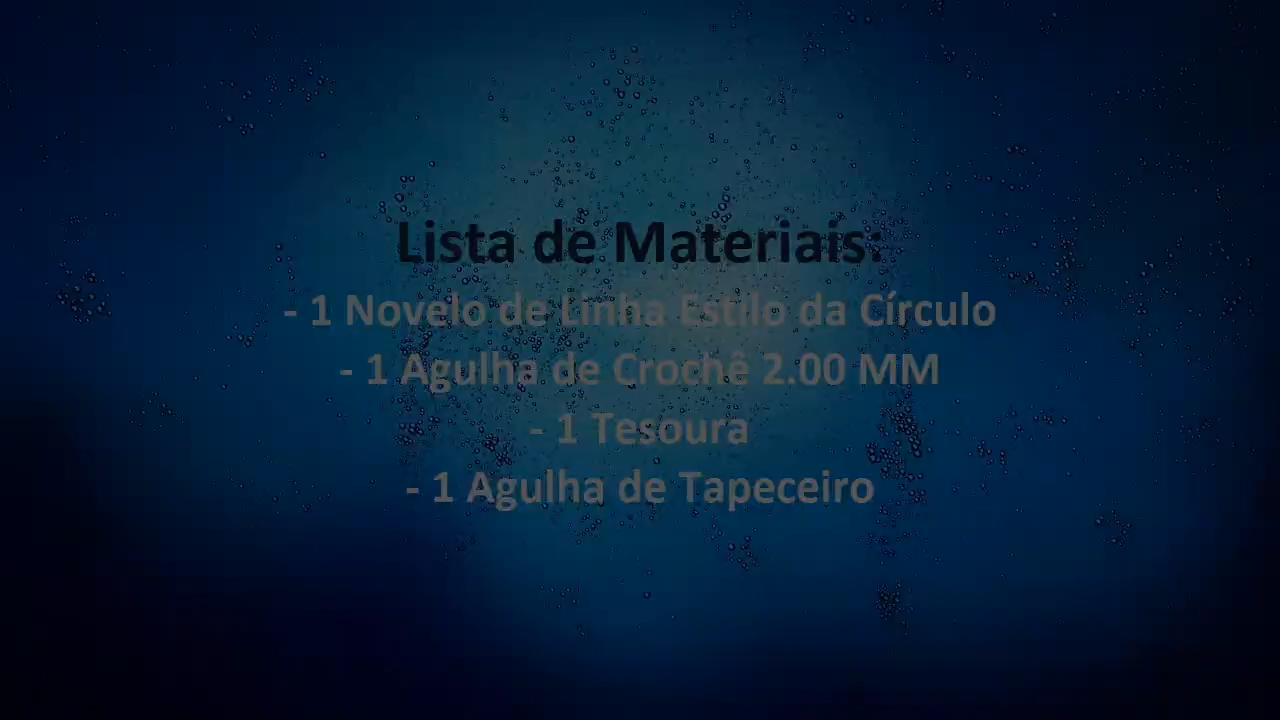 Lista de Materiais:
- 1 Novelo de Linha Estilo da Círculo
- 1 Agulha de Crochê 2.00 MM
- 1 Tesoura
- 1 Agulha de Tapeceiro